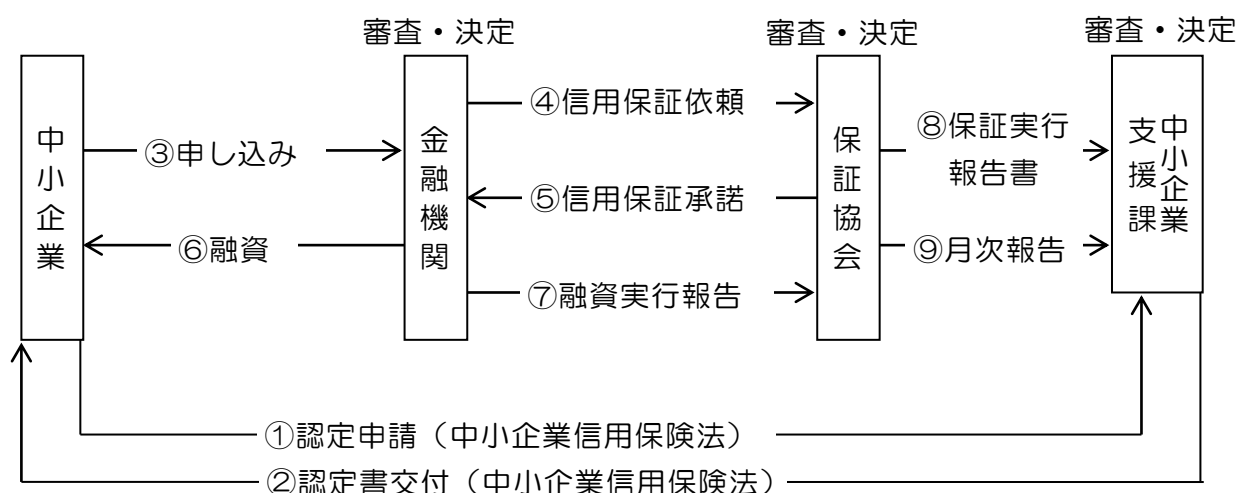 審査・決定
審査・決定
審査・決定
中小企業
③申し込み
⑥融資
金融機関
④信用保証依頼
⑤信用保証承諾
⑦融資実行報告
保証協会
⑧保証実行
報告書
⑨月次報告
中小企業
支援課
①認定申請（中小企業信用保険法）
②認定書交付（中小企業信用保険法）